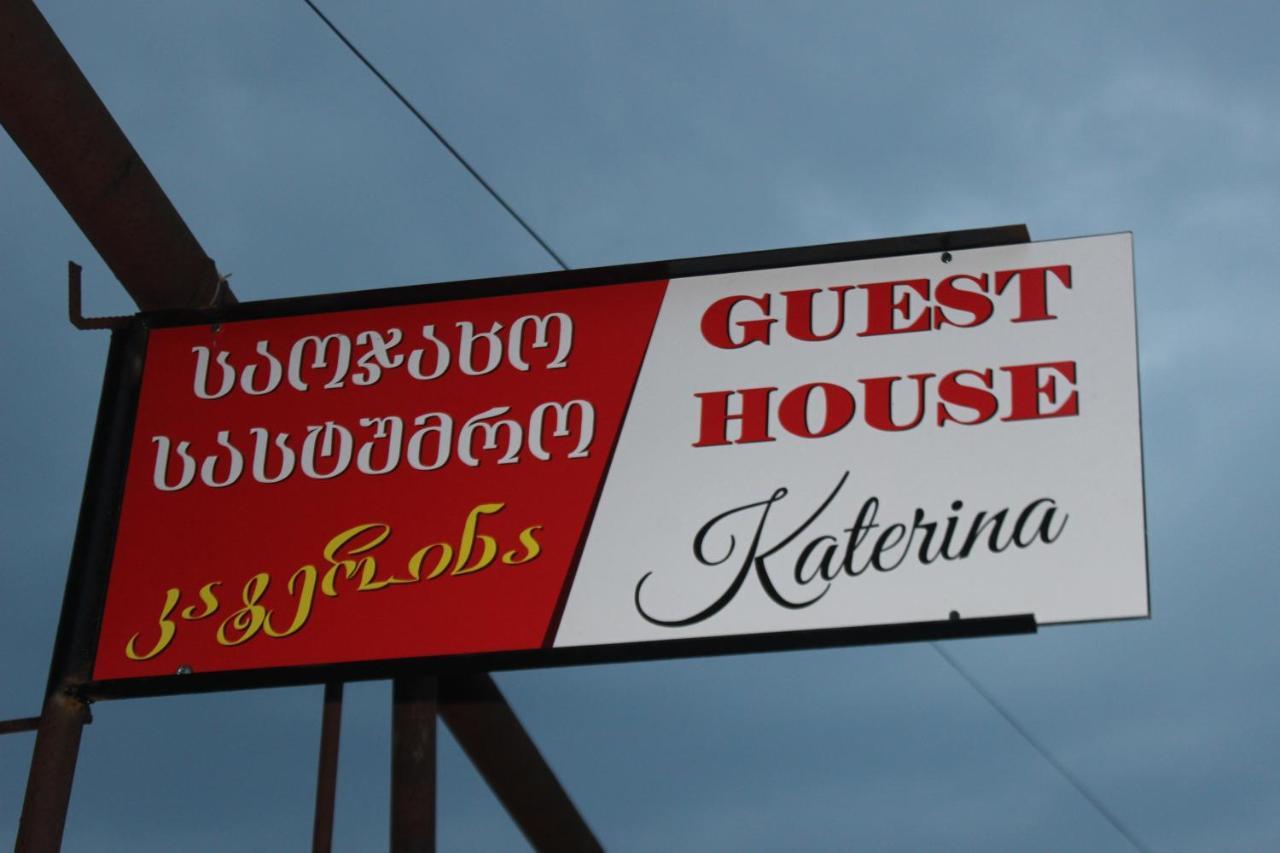 საოჯახო
სასტუმრო
კატერინა
GUEST
HOUSE
Katerina